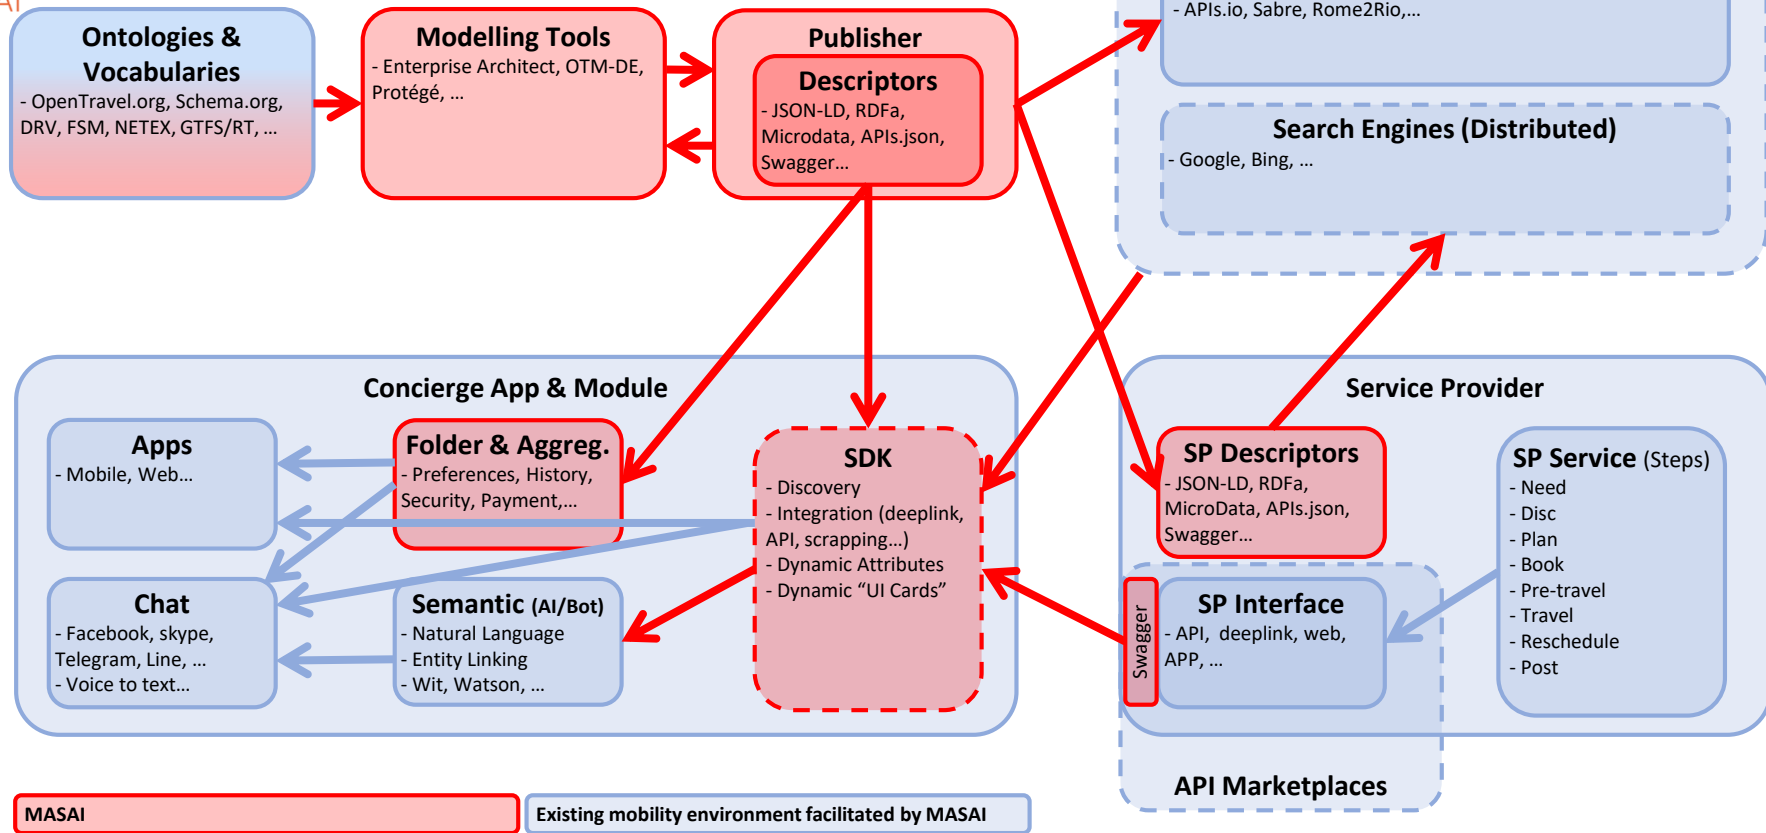 AI
Ontologies &
Vocabularies
- OpenTravel.org, Schema.org,
DRV, FSM, NETEX, GTFS/RT, ...
Modelling Tools
- Enterprise Architect, OTM-DE,
Protégé, ...
Publisher
Descriptors
- JSON-LD, RDFa,
Microdata, APIs.json,
Swagger...
- APIs.io, Sabre, Rome2Rio,...
Search Engines (Distributed)
- Google, Bing, ...
Concierge App & Module
Apps
- Mobile, Web...
Folder & Aggreg.
- Preferences, History,
Security, Payment,...
SDK
- Discovery
- Integration (deeplink,
API, scrapping...)
- Dynamic Attributes
- Dynamic “UI Cards”
Chat
- Facebook, skype,
Telegram, Line, ...
- Voice to text...
Semantic (AI/Bot)
- Natural Language
- Entity Linking
- Wit, Watson, ...
Service Provider
SP Descriptors
- JSON-LD, RDFa,
MicroData, APIs.json,
Swagger...
SP Service (Steps)
- Need
- Disc
- Plan
- Book
- Pre-travel
- Travel
- Reschedule
- Post
Swagger
SP Interface
- API, deeplink, web,
APP, ...
API Marketplaces
MASAI
Existing mobility environment facilitated by MASAI